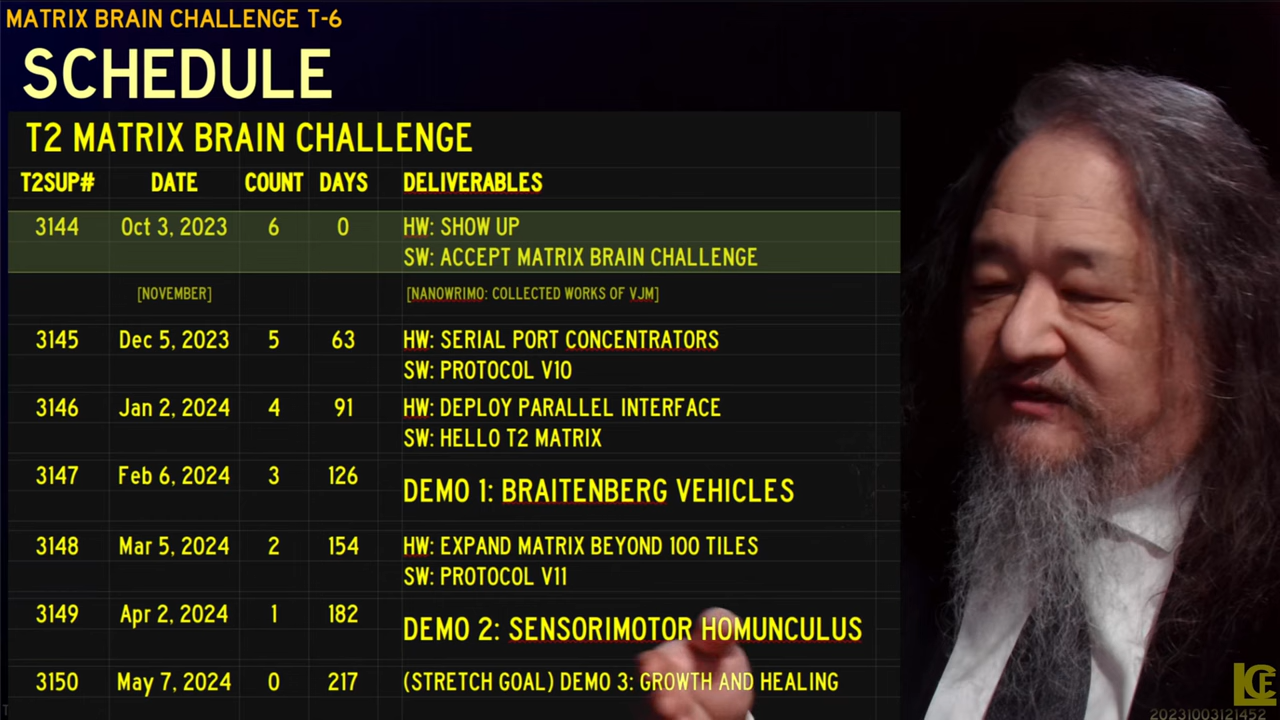 MATRIX BRAIN CHALLENGE T-6
SCHEDULE
T2 MATRIX BRAIN CHALLENGE
T2SUP# DATE COUNT DAYS DELIVERABLES
3144 Oct 3, 2023 6 0 HW: SHOW UP
SW: ACCEPT MATRIX BRAIN CHALLENGE
[NOVEMBER] [NANOWRIMO: COLLECTED WORKS OF VJM]
3145 Dec 5, 2023 5 63 HW: SERIAL PORT CONCENTRATORS
SW: PROTOCOL V10
3146 Jan 2, 2024 4 91 HW: DEPLOY PARALLEL INTERFACE
SW: HELLO T2 MATRIX
3147 Feb 6, 2024 3 126 DEMO 1: BRAITENBERG VEHICLES
3148 Mar 5, 2024 2 154 HW: EXPAND MATRIX BEYOND 100 TILES
SW: PROTOCOL V11
3149 Apr 2, 2024 1 182 DEMO 2: SENSORIMOTOR HOMUNCULUS
3150 May 7, 2024 0 217 (STRETCH GOAL) DEMO 3: GROWTH AND HEALING
20231003121452